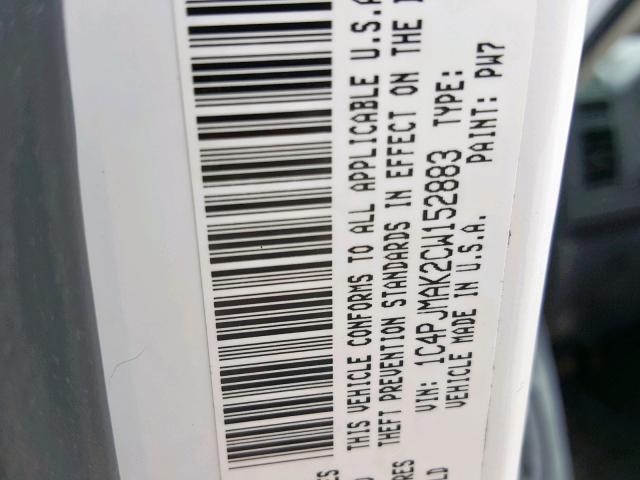 THIS VEHICLE CONFORMS TO ALL APPLICABLE U.S.A
THEFT PREVENTION STANDARDS IN EFFECT ON THE
VIN: 1C4PJMAK2CW152883 TYPE:
VEHICLE MADE IN U.S.A. PAINT: PW7